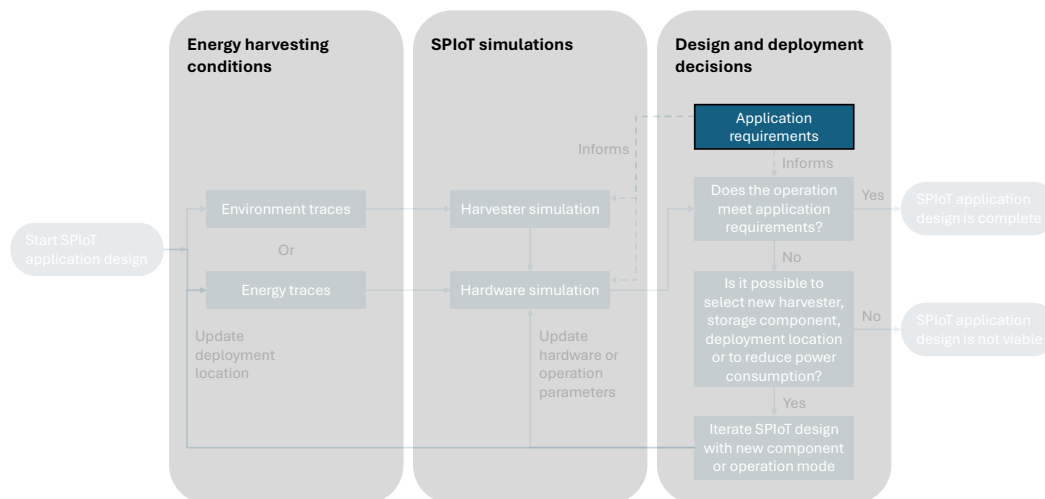 Energy harvesting
conditions
SPIoT simulations
Design and deployment
decisions
Application
requirements
Informs
Informs
Environment traces
Harvester simulation
Does the operation
meet application
requirements?
Yes
SPIoT application
design is complete
Start SPIoT
application design
Or
No
Energy traces
Hardware simulation
Is it possible to
select new harvester,
storage component,
deployment location
or to reduce power
consumption?
No
SPIoT application
design is not viable
Update
deployment
location
Update
hardware or
operation
parameters
Yes
Iterate SPIoT design
with new component
or operation mode